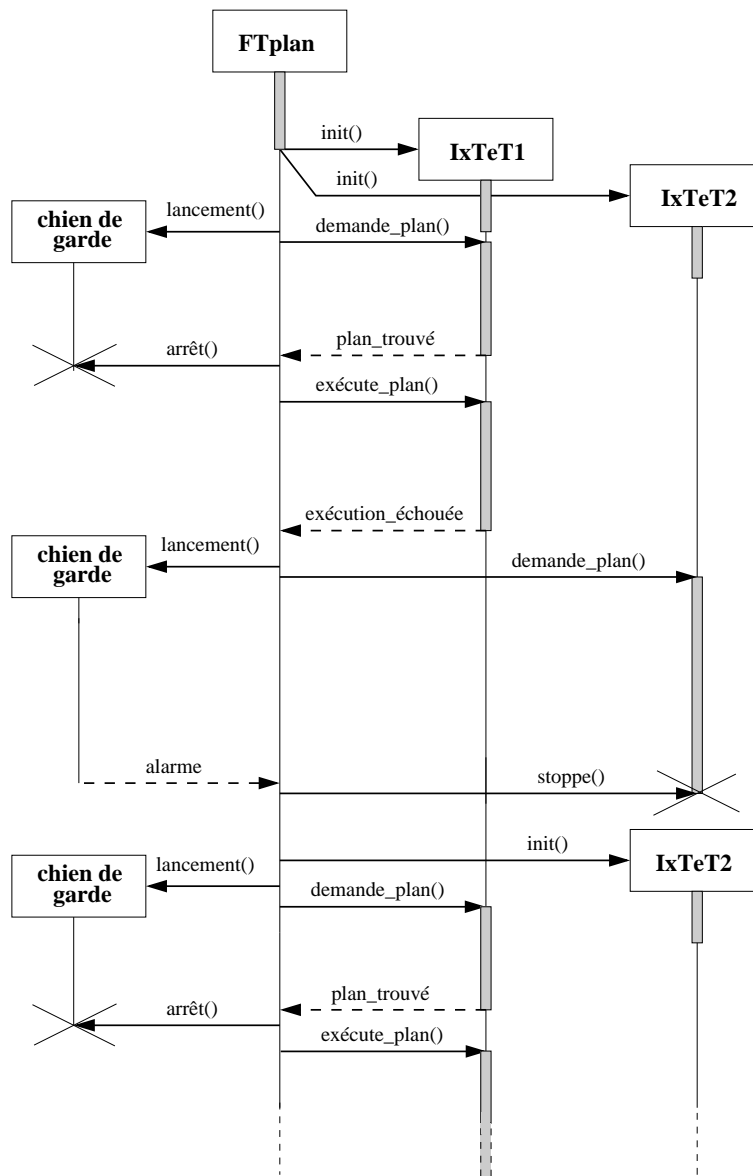 FTplan
init()
IxTeT1
init()
IxTeT2
chien de
garde
lancement()
demande_plan()
plan_trouvé
arrêt()
exécute_plan()
exécution_échouée
chien de
garde
lancement()
demande_plan()
alarme
stoppe()
init()
IxTeT2
chien de
garde
lancement()
demande_plan()
plan_trouvé
arrêt()
exécute_plan()